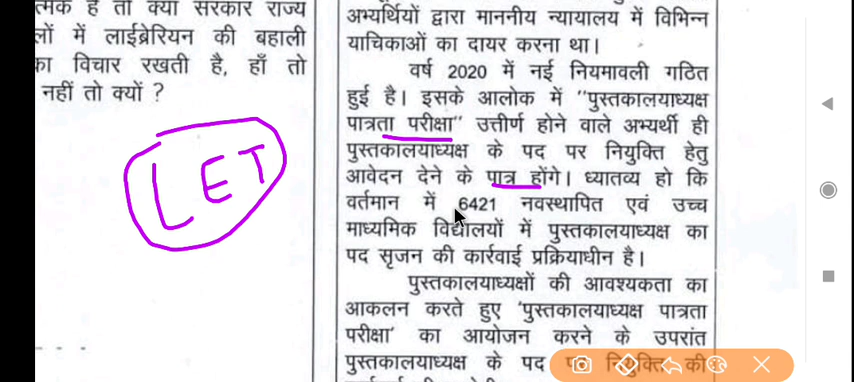 त्मक है तो क्या सरकार राज्य
लों में लाईब्रेरियन की बहाली
का विचार रखती है, हाँ तो
नहीं तो क्यों ?
LET
अभ्यर्थियों द्वारा माननीय न्यायालय में विभिन्न
याचिकाओं का दायर करना था।
वर्ष 2020 में नई नियमावली गठित
हुई है। इसके आलोक में "पुस्तकालयाध्यक्ष
पात्रता परीक्षा" उत्तीर्ण होने वाले अभ्यर्थी ही
पुस्तकालयाध्यक्ष के पद पर नियुक्ति हेतु
आवेदन देने के पात्र होंगे। ध्यातव्य हो कि
वर्तमान में 6421 नवस्थापित एवं उच्च
माध्यमिक विद्यालयों में पुस्तकालयाध्यक्ष का
पद सृजन की कार्रवाई प्रक्रियाधीन है।
पुस्तकालयाध्यक्षों की आवश्यकता का
आकलन करते हुए 'पुस्तकालयाध्यक्ष पात्रता
परीक्षा' का आयोजन करने के उपरांत
पुस्तकालयाध्यक्ष के पद पर नियुक्ति की